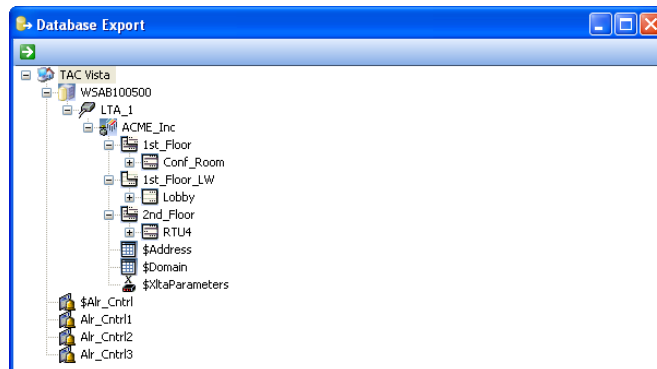 Database Export
TAC Vista
WSAB100500
LTA_1
ACME_Inc
1st_Floor
Conf_Room
1st_Floor_LW
Lobby
2nd_Floor
RTU4
$Address
$Domain
$XltaParameters
$Alr_Cntrl
Alr_Cntrl1
Alr_Cntrl2
Alr_Cntrl3